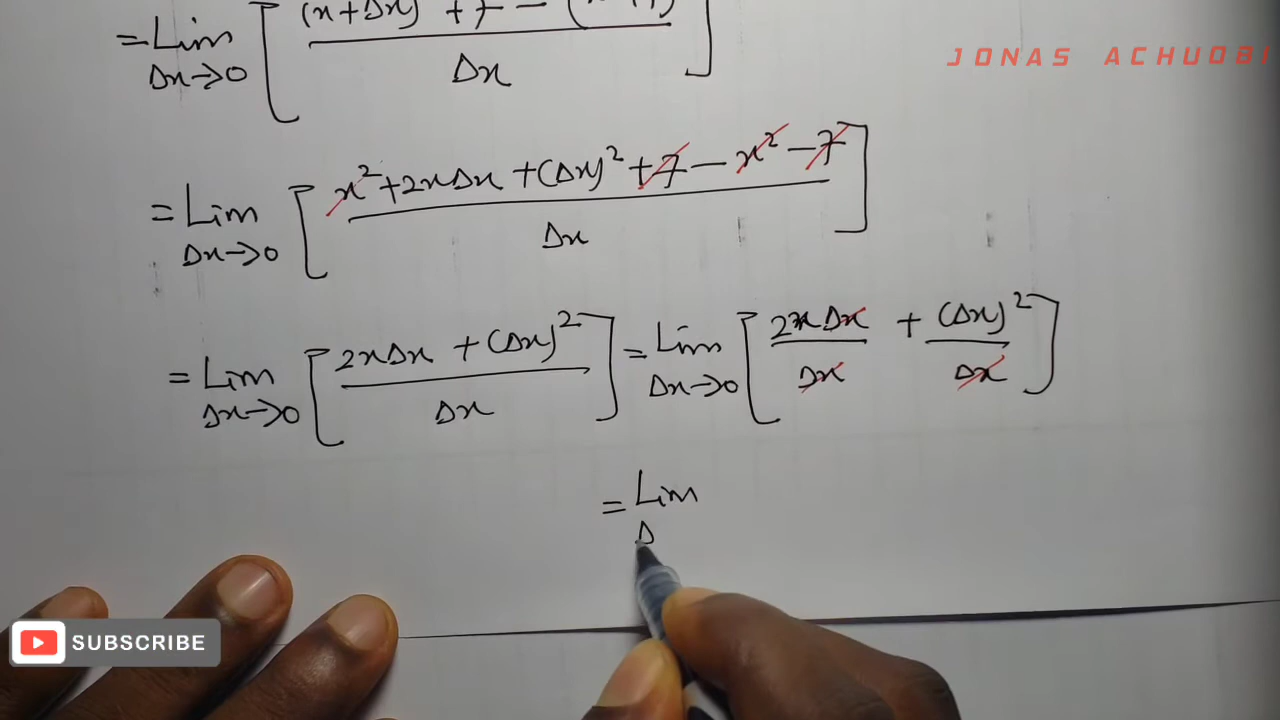 (x+Δx)² + 7 - (x²+7)
= Lim
Δx→0
Δx
JONAS ACHUOBI
x² + 2xΔx + (Δx)² + 7 - x² - 7
= Lim
Δx→0
Δx
= Lim [2xΔx + (Δx)²] = Lim [2xΔx + (Δx)²]
Δx→0 Δx Δx→0 Δx Δx
= Lim
Δ
SUBSCRIBE